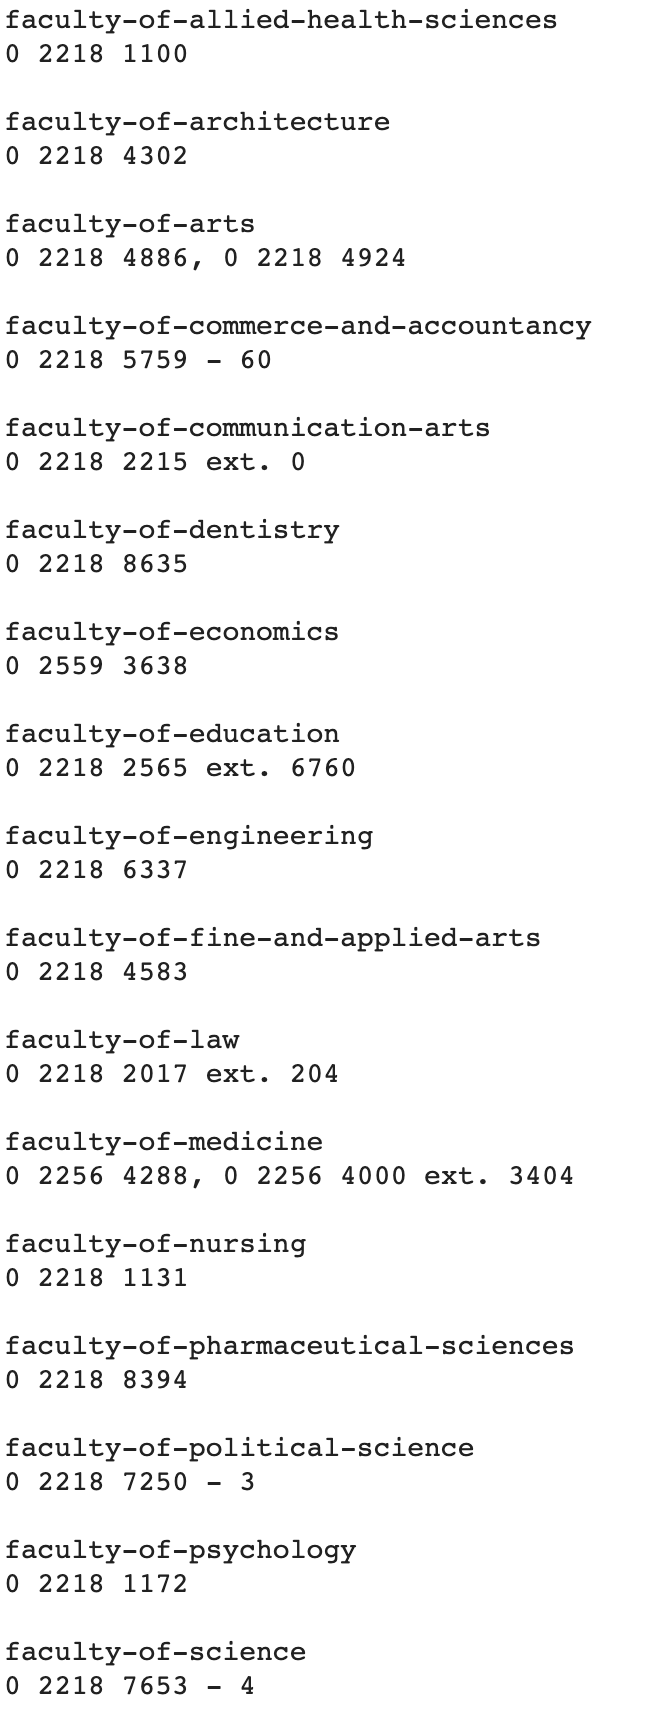 faculty-of-allied-health-sciences
0 2218 1100
faculty-of-architecture
0 2218 4302
faculty-of-arts
0 2218 4886, 0 2218 4924
faculty-of-commerce-and-accountancy
0 2218 5759 - 60
faculty-of-communication-arts
0 2218 2215 ext. 0
faculty-of-dentistry
0 2218 8635
faculty-of-economics
0 2559 3638
faculty-of-education
0 2218 2565 ext. 6760
faculty-of-engineering
0 2218 6337
faculty-of-fine-and-applied-arts
0 2218 4583
faculty-of-law
0 2218 2017 ext. 204
faculty-of-medicine
0 2256 4288, 0 2256 4000 ext. 3404
faculty-of-nursing
0 2218 1131
faculty-of-pharmaceutical-sciences
0 2218 8394
faculty-of-political-science
0 2218 7250 - 3
faculty-of-psychology
0 2218 1172
faculty-of-science
0 2218 7653 - 4